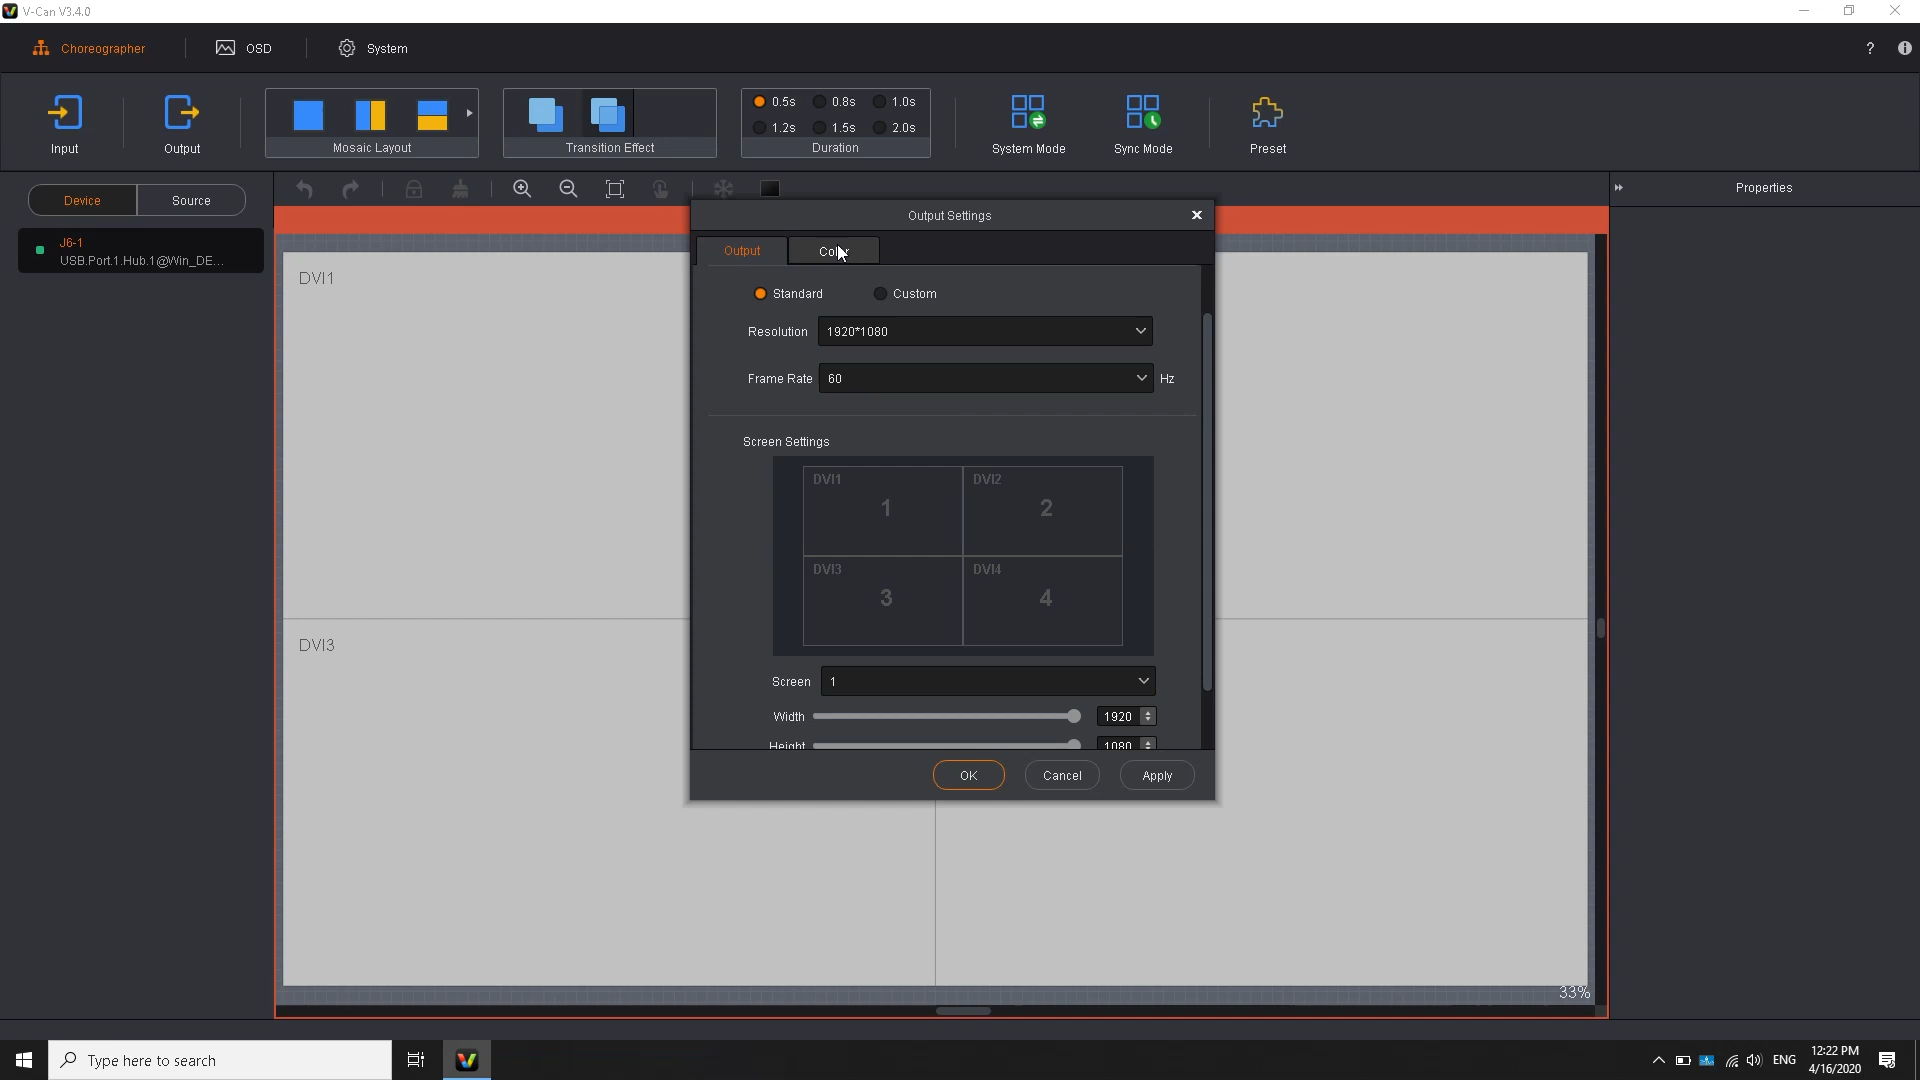 V-Can V3.4.0
Choreographer
OSD
System
?
Input
Output
Mosaic Layout
Transition Effect
0.5s 0.8s 1.0s
1.2s 1.5s 2.0s
Duration
System Mode
Sync Mode
Preset
Device
Source
Properties
J6-1
USB.Port.1.Hub.1@Win_DE...
DVI1
DVI3
33%
Output Settings
Output
Color
Standard
Custom
Resolution 1920*1080
Frame Rate 60 Hz
Screen Settings
DVI1 DVI2
1 2
DVI3 DVI4
3 4
Screen 1
Width 1920
Height 1080
OK
Cancel
Apply
Type here to search
ENG
12:22 PM
4/16/2020